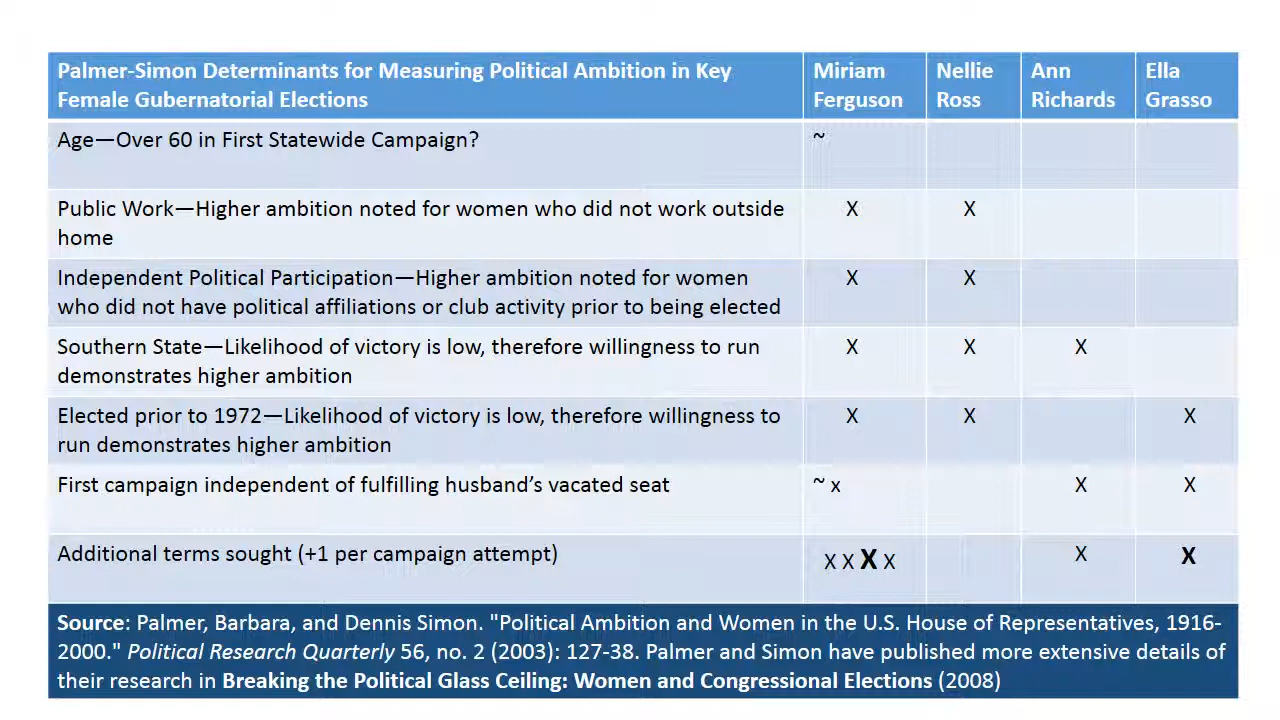 Palmer-Simon Determinants for Measuring Political Ambition in Key
Female Gubernatorial Elections
Miriam
Ferguson
Nellie
Ross
Ann
Richards
Ella
Grasso
Age—Over 60 in First Statewide Campaign?
~
Public Work—Higher ambition noted for women who did not work outside
home
X
X
Independent Political Participation—Higher ambition noted for women
who did not have political affiliations or club activity prior to being elected
X
X
Southern State—Likelihood of victory is low, therefore willingness to run
demonstrates higher ambition
X
X
X
Elected prior to 1972—Likelihood of victory is low, therefore willingness to
run demonstrates higher ambition
X
X
X
First campaign independent of fulfilling husband’s vacated seat
~ x
X
X
Additional terms sought (+1 per campaign attempt)
X X X X
X
X
Source: Palmer, Barbara, and Dennis Simon. "Political Ambition and Women in the U.S. House of Representatives, 1916-
2000." Political Research Quarterly 56, no. 2 (2003): 127-38. Palmer and Simon have published more extensive details of
their research in Breaking the Political Glass Ceiling: Women and Congressional Elections (2008)